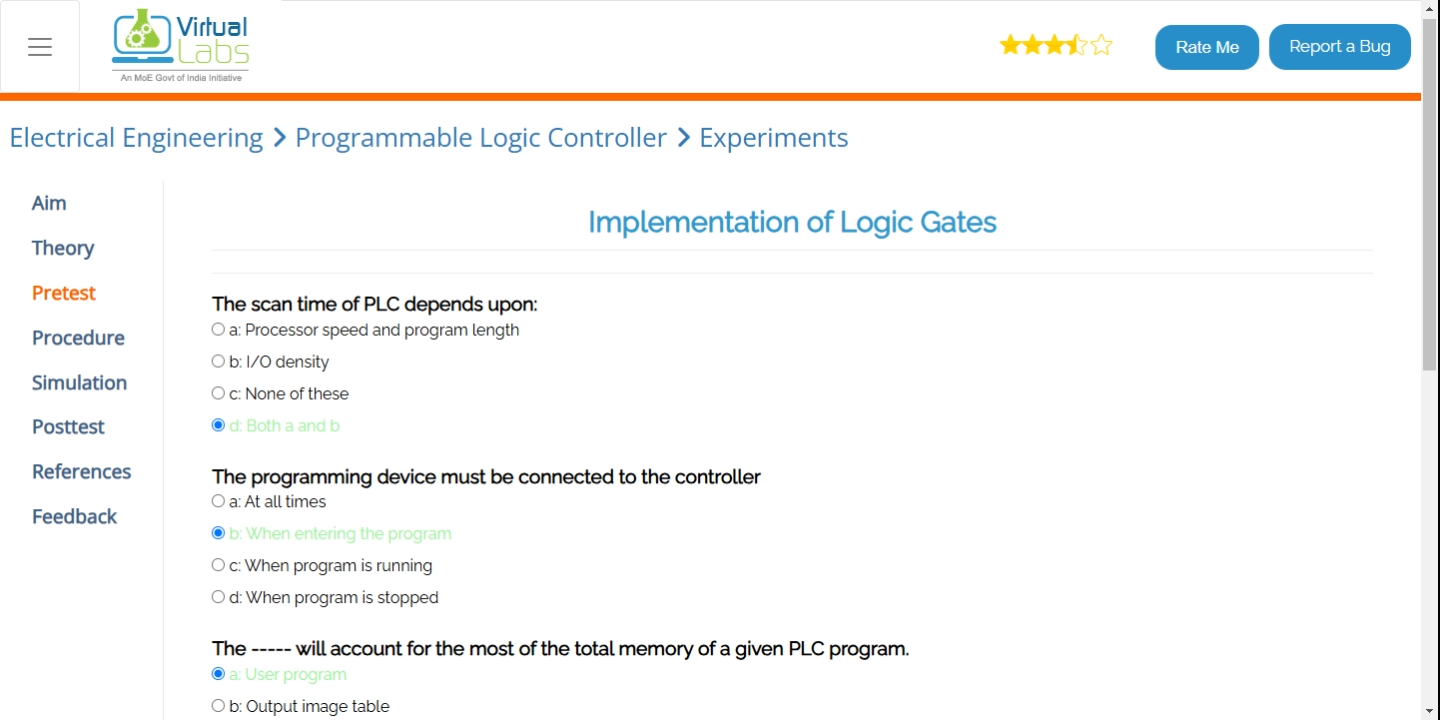 Virtual
Labs
An MoE Govt of India Initiative
Rate Me
Report a Bug
Electrical Engineering > Programmable Logic Controller > Experiments
Aim
Theory
Pretest
Procedure
Simulation
Posttest
References
Feedback
Implementation of Logic Gates
The scan time of PLC depends upon:
a: Processor speed and program length
b: I/O density
c: None of these
d: Both a and b
The programming device must be connected to the controller
a: At all times
b: When entering the program
c: When program is running
d: When program is stopped
The ----- will account for the most of the total memory of a given PLC program.
a: User program
b: Output image table